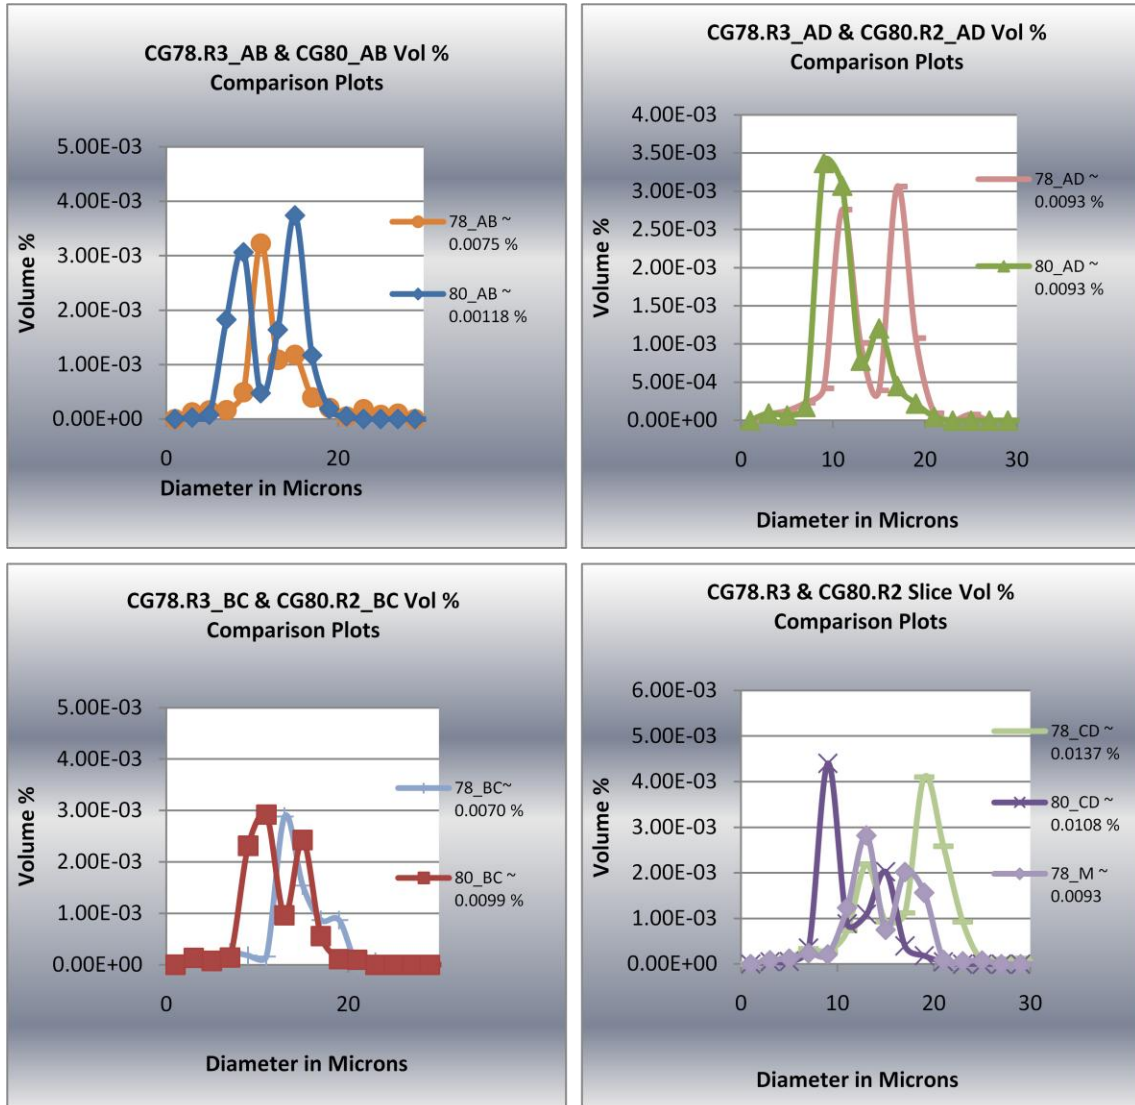 CG78.R3_AB & CG80_AB Vol %
Comparison Plots
5.00E-03
4.00E-03
3.00E-03
2.00E-03
1.00E-03
0.00E+00
Volume %
0
20
Diameter in Microns
78_AB ~
0.0075 %
80_AB ~
0.00118 %
CG78.R3_AD & CG80.R2_AD Vol %
Comparison Plots
4.00E-03
3.50E-03
3.00E-03
2.50E-03
2.00E-03
1.50E-03
1.00E-03
5.00E-04
0.00E+00
Volume %
0
10
20
30
Diameter in Microns
78_AD ~
0.0093 %
80_AD ~
0.0093 %
CG78.R3_BC & CG80.R2_BC Vol %
Comparison Plots
5.00E-03
4.00E-03
3.00E-03
2.00E-03
1.00E-03
0.00E+00
Volume %
0
20
Diameter in Microns
78_BC~
0.0070 %
80_BC ~
0.0099 %
CG78.R3 & CG80.R2 Slice Vol %
Comparison Plots
6.00E-03
5.00E-03
4.00E-03
3.00E-03
2.00E-03
1.00E-03
0.00E+00
Volume %
0
10
20
30
Diameter in Microns
78_CD ~
0.0137 %
80_CD ~
0.0108 %
78_M ~
0.0093